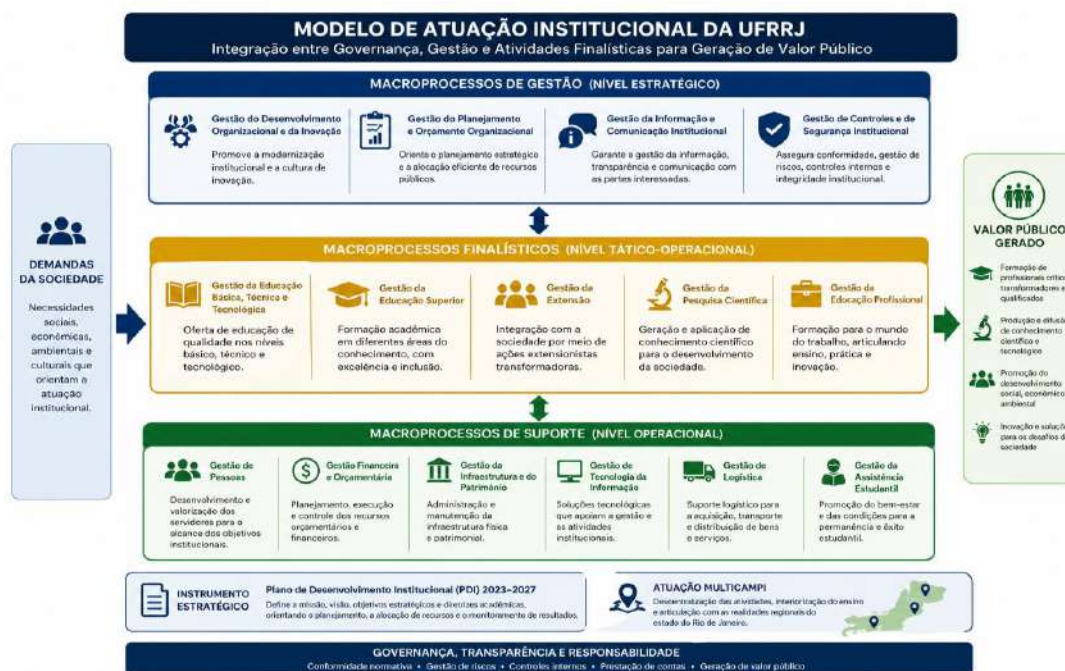 MODELO DE ATUAÇÃO INSTITUCIONAL DA UFRRJ
Integração entre Governança, Gestão e Atividades Finalísticas para Geração de Valor Público
MACROPROCESSOS DE GESTÃO (NÍVEL ESTRATÉGICO)
Gestão do Desenvolvimento
Organizacional e da Inovação
Promove a modernização
institucional e a cultura de
inovação.
Gestão do Planejamento
e Orçamento Organizacional
Orienta o planejamento estratégico
e a alocação eficiente de recursos
públicos.
Gestão da Informação e
Comunicação Institucional
Garante a gestão da informação,
transparência e comunicação com
as partes interessadas.
Gestão de Controles e de
Segurança Institucional
Assegura conformidade, gestão de
riscos, controles internos e
integridade institucional.
DEMANDAS
DA SOCIEDADE
Necessidades
sociais,
econômicas,
ambientais e
culturais que
orientam a
atuação
institucional.
MACROPROCESSOS FINALÍSTICOS (NÍVEL TÁTICO-OPERACIONAL)
Gestão da Educação
Básica, Técnica e
Tecnológica
Oferta de educação de
qualidade nos níveis
básico, técnico e
tecnológico.
Gestão da
Educação Superior
Formação acadêmica
em diferentes áreas do
conhecimento, com
excelência e inclusão.
Gestão da
Extensão
Integração com a
sociedade por meio de
ações extensionistas
transformadoras.
Gestão da
Pesquisa Científica
Geração e aplicação de
conhecimento científico
para o desenvolvimento
da sociedade.
Gestão da
Educação Profissional
Formação para o mundo
do trabalho, articulando
ensino, prática e
inovação.
VALOR PÚBLICO
GERADO
Formação de
profissionais crítico
transformadores e
qualificados
Produção e difusão
de conhecimento
científico e
tecnológico
Promoção do
desenvolvimento
social, econômico
ambiental
Inovação e soluçõ
para os desafios d
sociedade
MACROPROCESSOS DE SUPORTE (NÍVEL OPERACIONAL)
Gestão de
Pessoas
Desenvolvimento e
valorização dos
servidores para o
alcance dos objetivos
institucionais.
Gestão Financeira
e Orçamentária
Planejamento, execução
e controle dos recursos
orçamentários e
financeiros.
Gestão da
Infraestrutura e do
Patrimônio
Administração e
manutenção da
infraestrutura física
e patrimonial.
Gestão de
Tecnologia da
Informação
Soluções tecnológicas
que apoiam a gestão e
as atividades
institucionais.
Gestão de
Logística
Suporte logístico para
a aquisição, transporte
e distribuição de bens
e serviços.
Gestão da
Assistência
Estudantil
Promoção do bem-estar
e das condições para a
permanência e êxito
estudantil.
INSTRUMENTO
ESTRATÉGICO
Plano de Desenvolvimento Institucional (PDI) 2023–2027
Define a missão, visão, objetivos estratégicos e diretrizes acadêmicas,
orientando o planejamento, a alocação de recursos e o monitoramento de resultados.
ATUAÇÃO MULTICAMPI
Descentralização das atividades, interiorização do ensino
e articulação com as realidades regionais do
estado do Rio de Janeiro.
GOVERNANÇA, TRANSPARÊNCIA E RESPONSABILIDADE
Conformidade normativa • Gestão de riscos • Controles internos • Prestação de contas • Geração de valor público